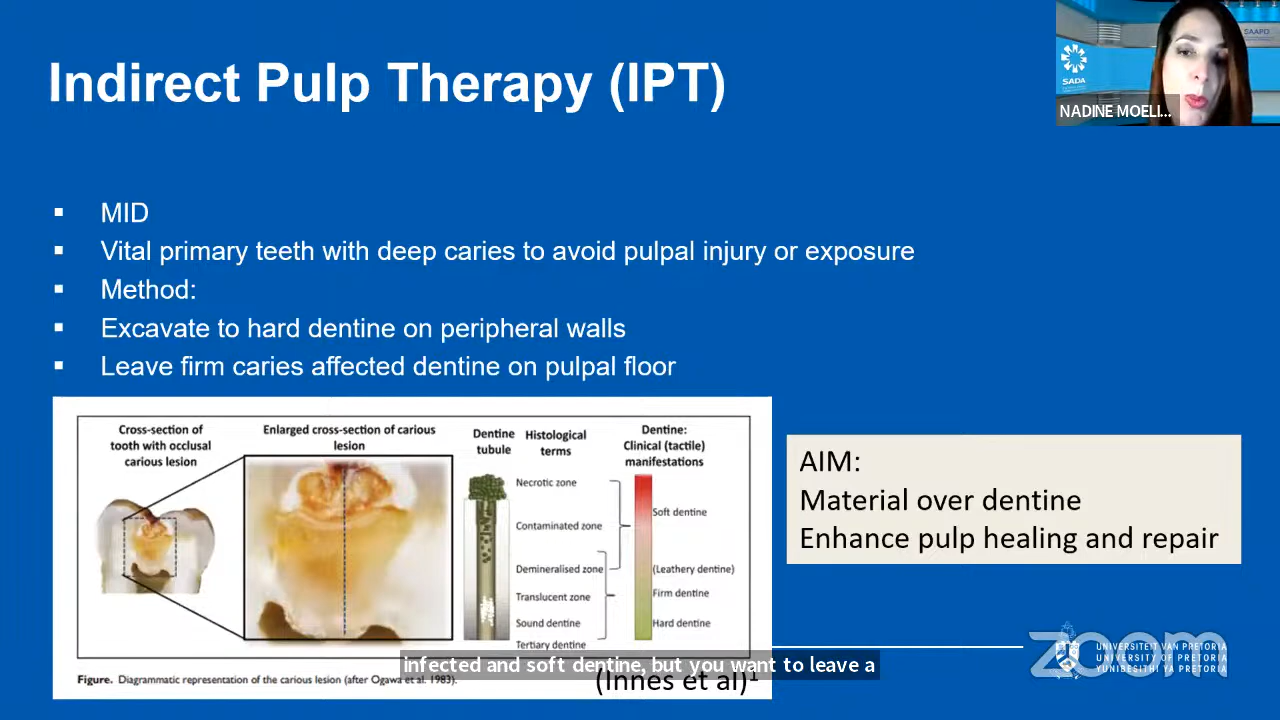 Indirect Pulp Therapy (IPT)
SAAPD
SADA
NADINE MOELI...
▪ MID
▪ Vital primary teeth with deep caries to avoid pulpal injury or exposure
▪ Method:
▪ Excavate to hard dentine on peripheral walls
▪ Leave firm caries affected dentine on pulpal floor
Cross-section of
tooth with occlusal
carious lesion
Enlarged cross-section of carious
lesion
Dentine
tubule
Histological
terms
Dentine:
Clinical (tactile)
manifestations
Necrotic zone
Contaminated zone
Demineralised zone
Translucent zone
Sound dentine
Tertiary dentine
Soft dentine
(Leathery dentine)
Firm dentine
Hard dentine
Figure. Diagrammatic representation of the carious lesion (after Ogawa et al. 1983).
(Innes et al)¹
AIM:
Material over dentine
Enhance pulp healing and repair
infected and soft dentine, but you want to leave a
zoom
UNIVERSITEIT VAN PRETORIA
UNIVERSITY OF PRETORIA
YUNIBESITHI YA PRETORIA